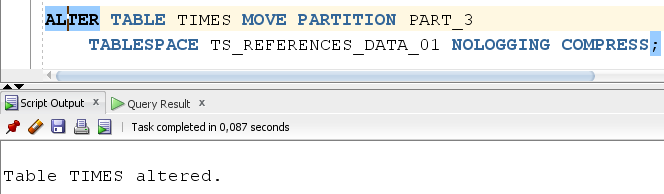 ALTER TABLE TIMES MOVE PARTITION PART_3
TABLESPACE TS_REFERENCES_DATA_01 NOLOGGING COMPRESS;
Script Output x Query Result x
Task completed in 0,087 seconds
Table TIMES altered.